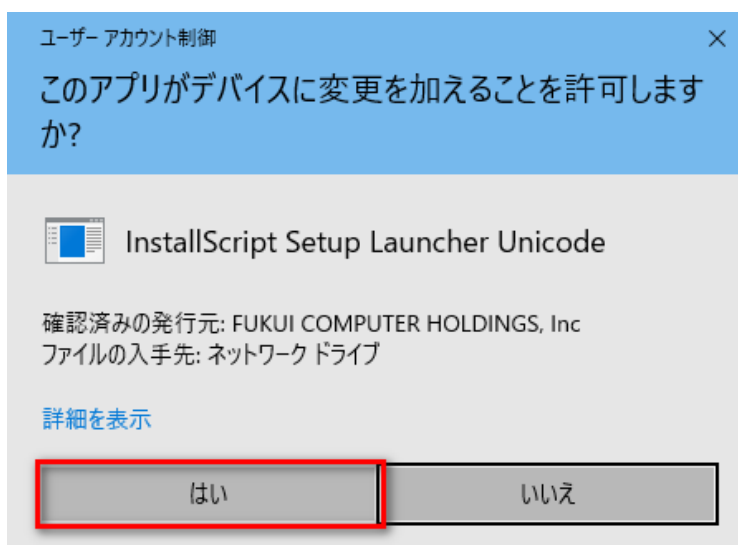 ユーザー アカウント制御
このアプリがデバイスに変更を加えることを許可します
か?
InstallScript Setup Launcher Unicode
確認済みの発行元: FUKUI COMPUTER HOLDINGS, Inc
ファイルの入手先: ネットワーク ドライブ
詳細を表示
はい
いいえ